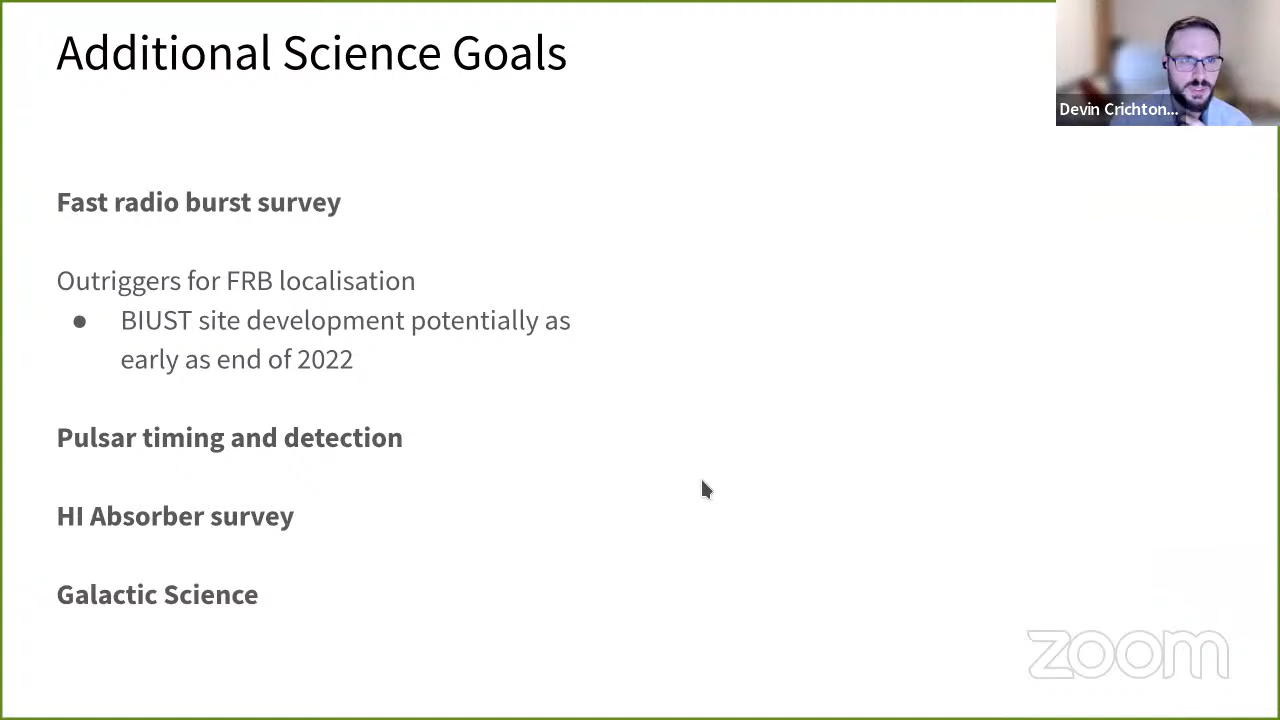 Additional Science Goals
Devin Crichton...
Fast radio burst survey
Outriggers for FRB localisation
● BIUST site development potentially as
early as end of 2022
Pulsar timing and detection
HI Absorber survey
Galactic Science
zoom